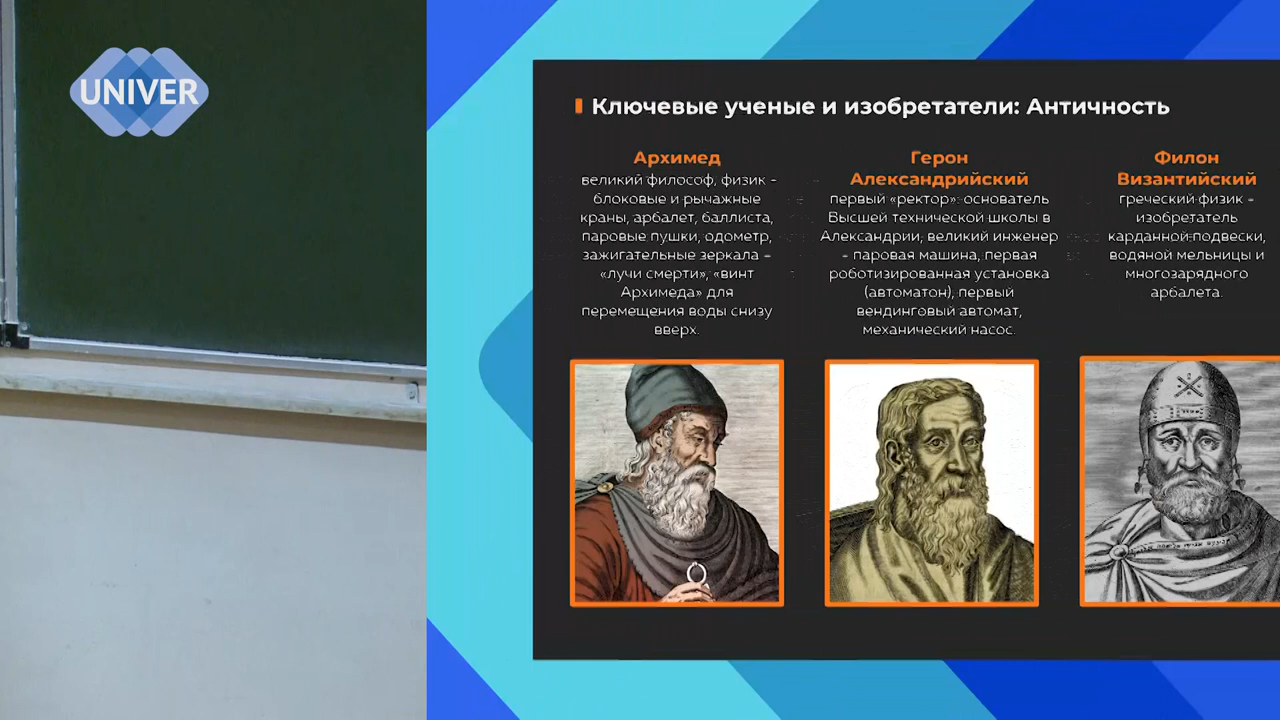 UNIVER
Ключевые ученые и изобретатели: Античность
Архимед
великий философ, физик -
блоковые и рычажные
краны, арбалет, баллиста,
паровые пушки, одометр,
зажигательные зеркала –
«лучи смерти», «винт
Архимеда» для
перемещения воды снизу
вверх.
Герон
Александрийский
первый «ректор» основатель
Высшей технической школы в
Александрии, великий инженер
- паровая машина, первая
роботизированная установка
(автоматон), первый
вендинговый автомат,
механический насос.
Филон
Византийский
греческий физик -
изобретатель
карданной подвески,
водяной мельницы и
многозарядного
арбалета.